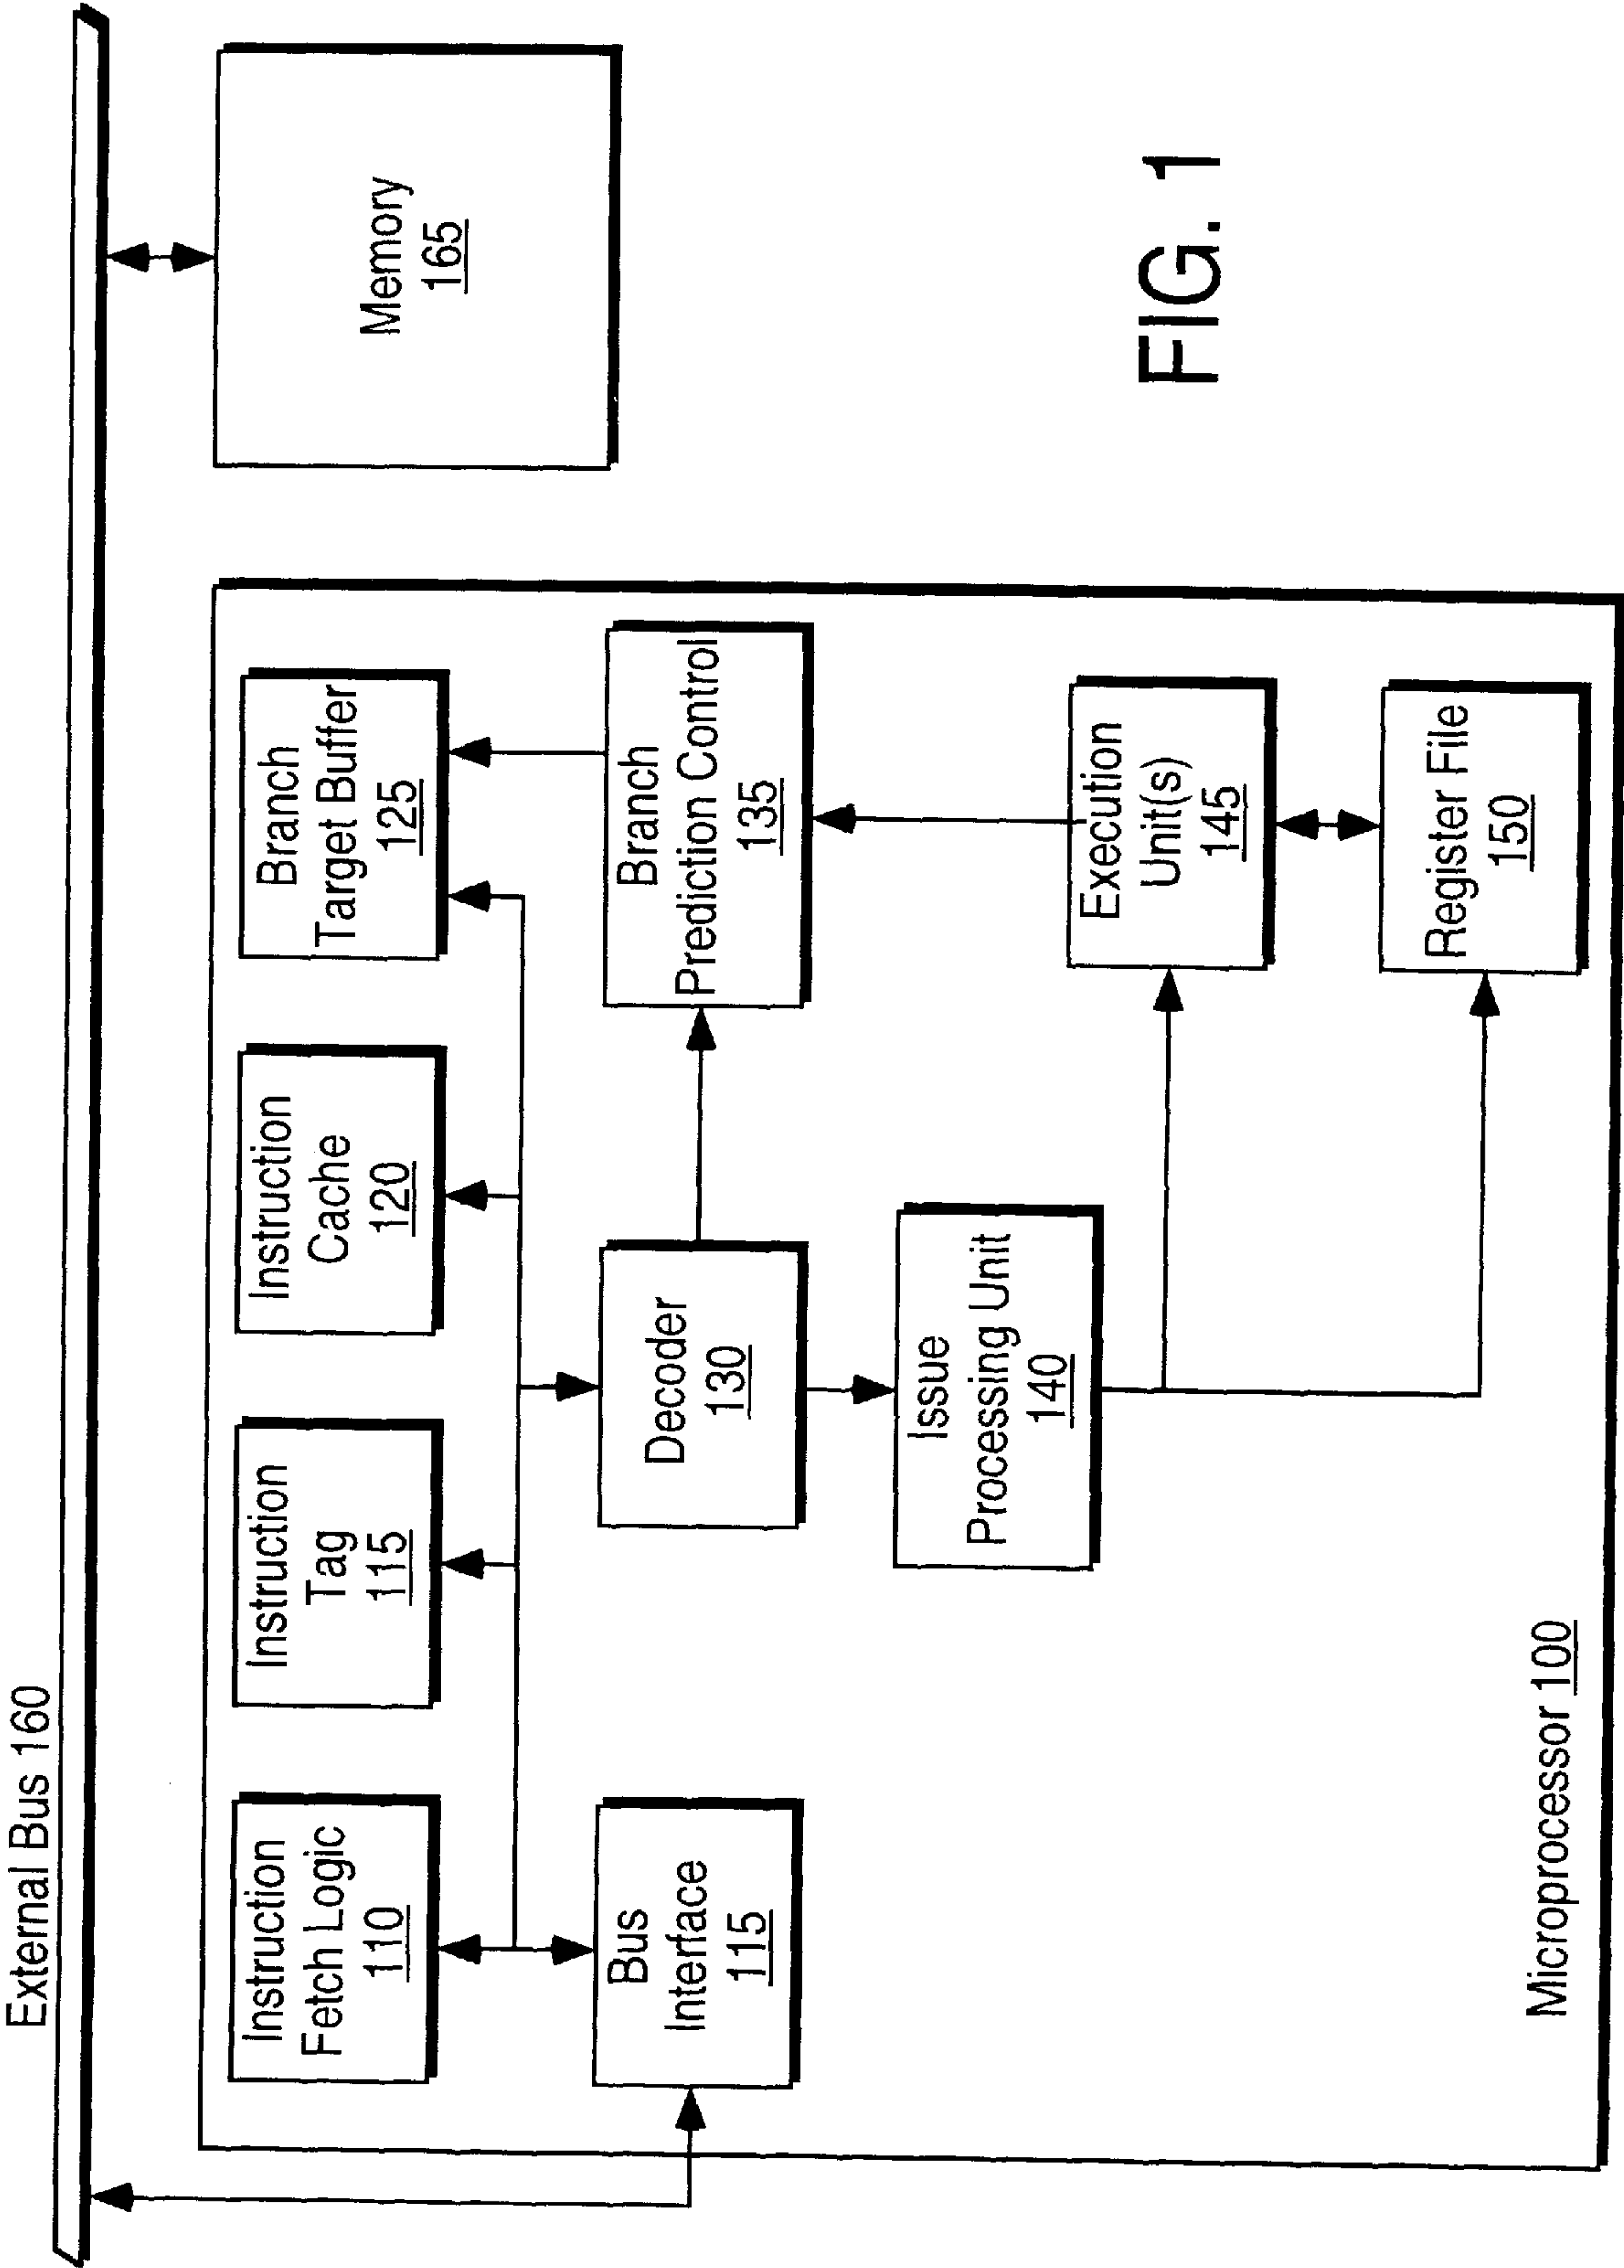 External Bus 160
Instruction
Fetch Logic
110
Instruction
Tag
115
Instruction
Cache
120
Branch
Target Buffer
125
Memory
165
Bus
Interface
115
Decoder
130
Branch
Prediction Control
135
Issue
Processing Unit
140
Execution
Unit(s)
145
Register File
150
Microprocessor 100
FIG. 1